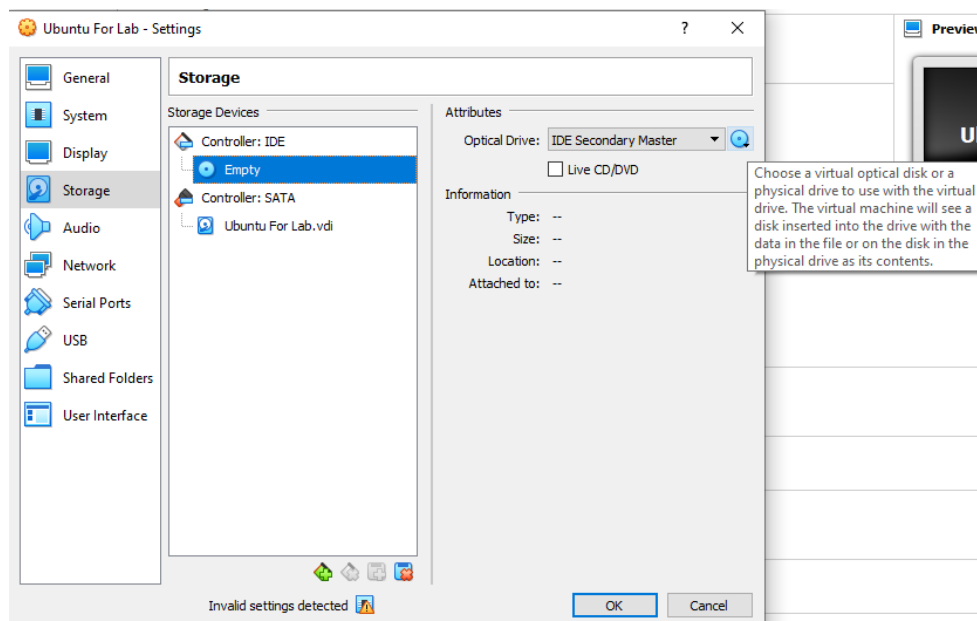 Ubuntu For Lab - Settings
?
General
System
Display
Storage
Audio
Network
Serial Ports
USB
Shared Folders
User Interface
Storage
Storage Devices
Controller: IDE
Empty
Controller: SATA
Ubuntu For Lab.vdi
Attributes
Optical Drive: IDE Secondary Master
Live CD/DVD
Information
Type: --
Size: --
Location: --
Attached to: --
Invalid settings detected
OK
Cancel
Choose a virtual optical disk or a
physical drive to use with the virtual
drive. The virtual machine will see a
disk inserted into the drive with the
data in the file or on the disk in the
physical drive as its contents.